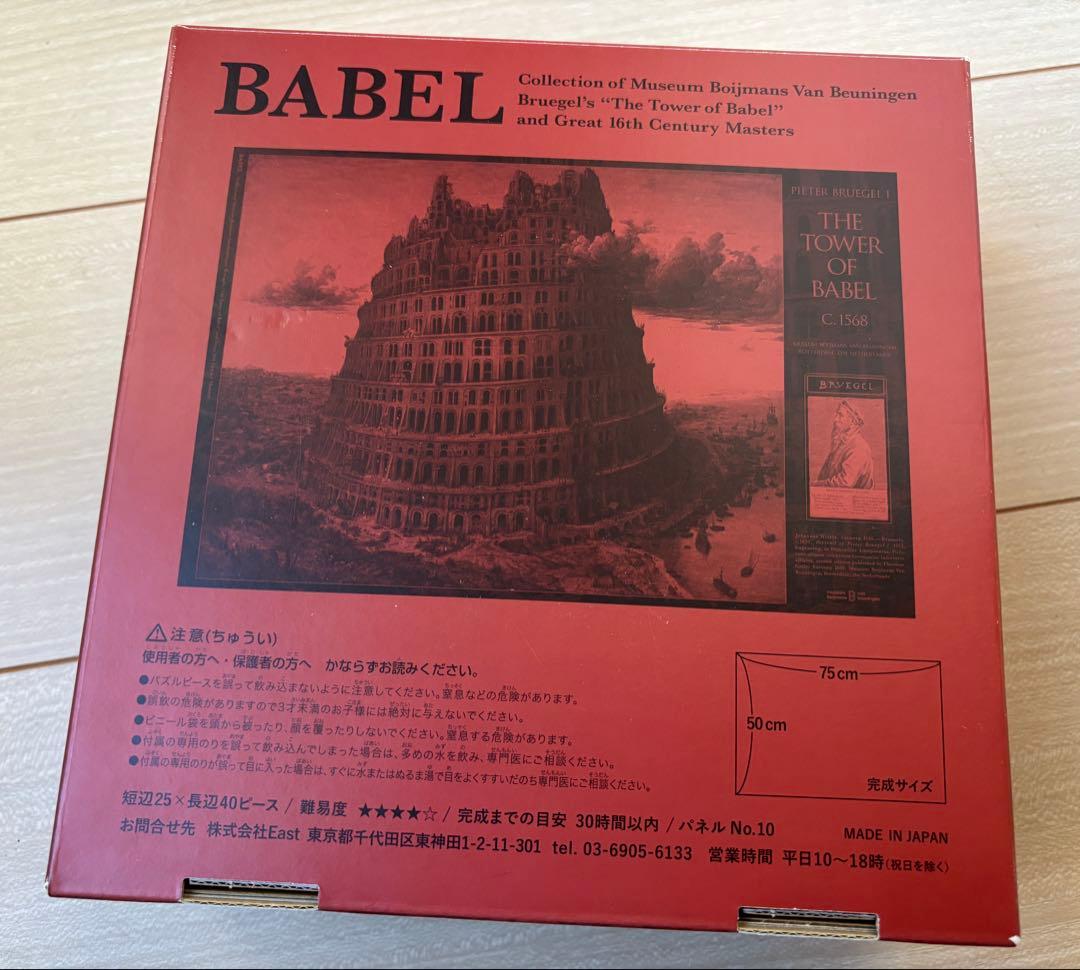 BABEL
Collection of Museum Boijmans Van Beuningen
Bruegel's “The Tower of Babel”
and Great 16th Century Masters
PIETER BRUEGEL I
THE
TOWER
OF
BABEL
C.1568
BRVEGEL
⚠注意(ちゅうい)
使用者の方へ・保護者の方へ かならずお読みください。
●パズルピースを誤って飲み込まないように注意してください。窒息などの危険があります。
●誤飲の危険がありますので3才未満のお子様には絶対に与えないでください。
●ビニール袋を頭から被ったり、顔を覆ったりしないでください。窒息する危険があります。
●付属の専用のりを誤って飲み込んでしまった場合は、多めの水を飲み、専門医にご相談ください。
●付属の専用のりが誤って目に入った場合は、すぐに水またはぬるま湯で目をよくすすいだのち専門医にご相談ください。
75cm
50cm
完成サイズ
短辺25×長辺40ピース / 難易度 ★★★★☆ / 完成までの目安 30時間以内 / パネル No.10
MADE IN JAPAN
お問合せ先 株式会社East 東京都千代田区東神田1-2-11-301 tel. 03-6905-6133 営業時間 平日10〜18時(祝日を除く)